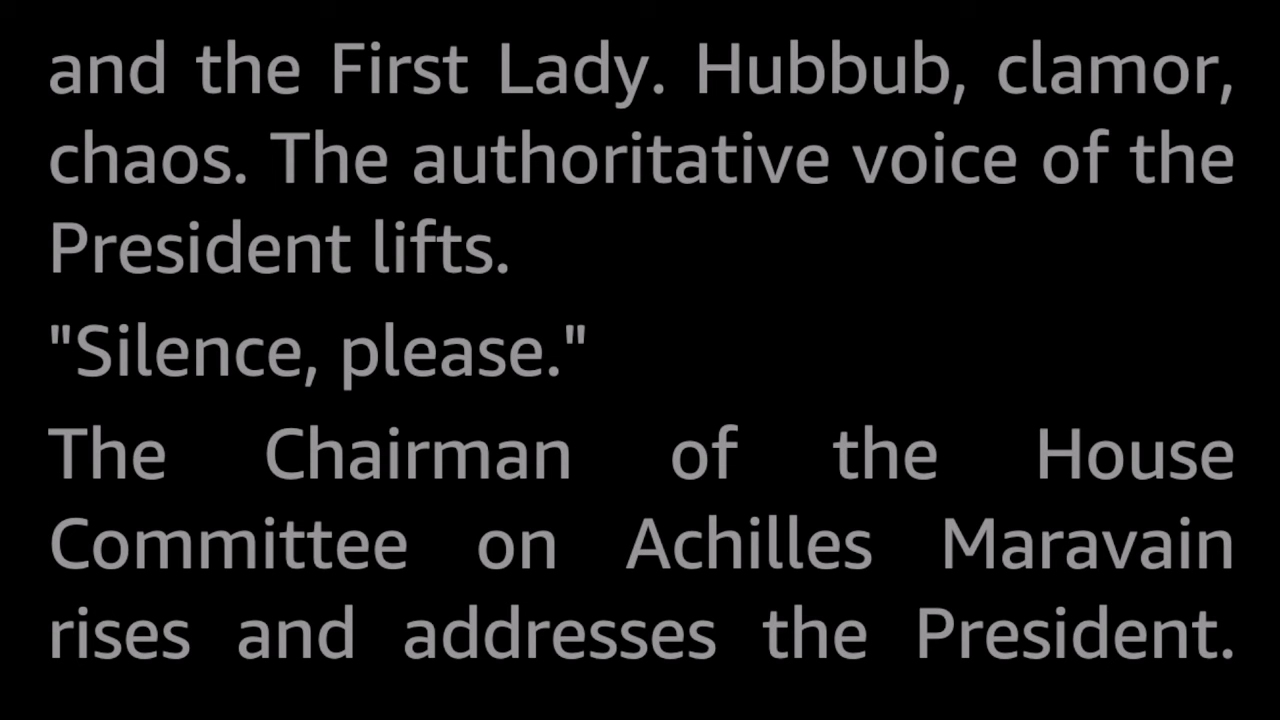 and the First Lady. Hubbub, clamor,
chaos. The authoritative voice of the
President lifts.
"Silence, please."
The Chairman of the House
Committee on Achilles Maravain
rises and addresses the President.